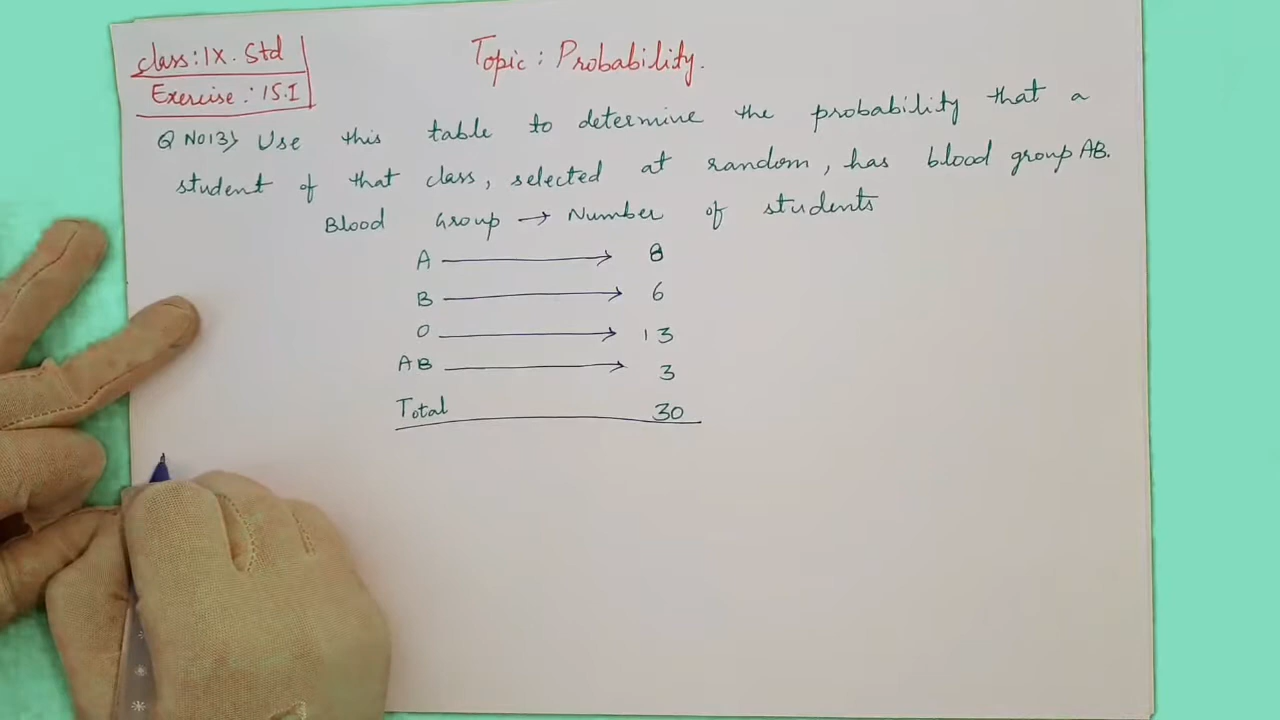 class: IX. Std
Topic: Probability.
Exercise: 15.1
Q No13) Use this table to determine the probability that a
student of that class, selected at random, has blood group AB.
Blood Group → Number of students
A → 8
B → 6
O → 13
AB → 3
Total 30